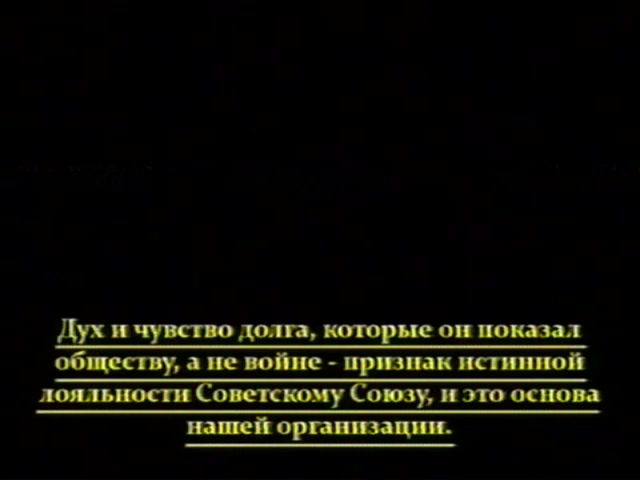 Дух и чувство долга, которые он показал
обществу, а не войне - признак истинной
лояльности Советскому Союзу, и это основа
нашей организации.